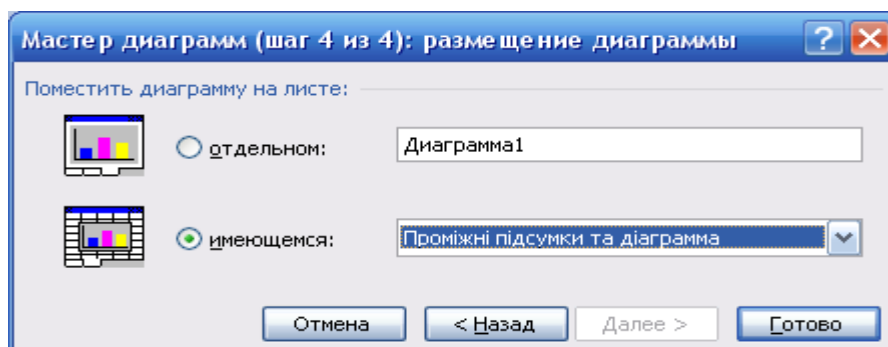 Мастер диаграмм (шаг 4 из 4): размещение диаграммы
Поместить диаграмму на листе:
отдельном: Диаграмма1
имеющемся: Проміжні підсумки та діаграмма
Отмена < Назад Далее > Готово